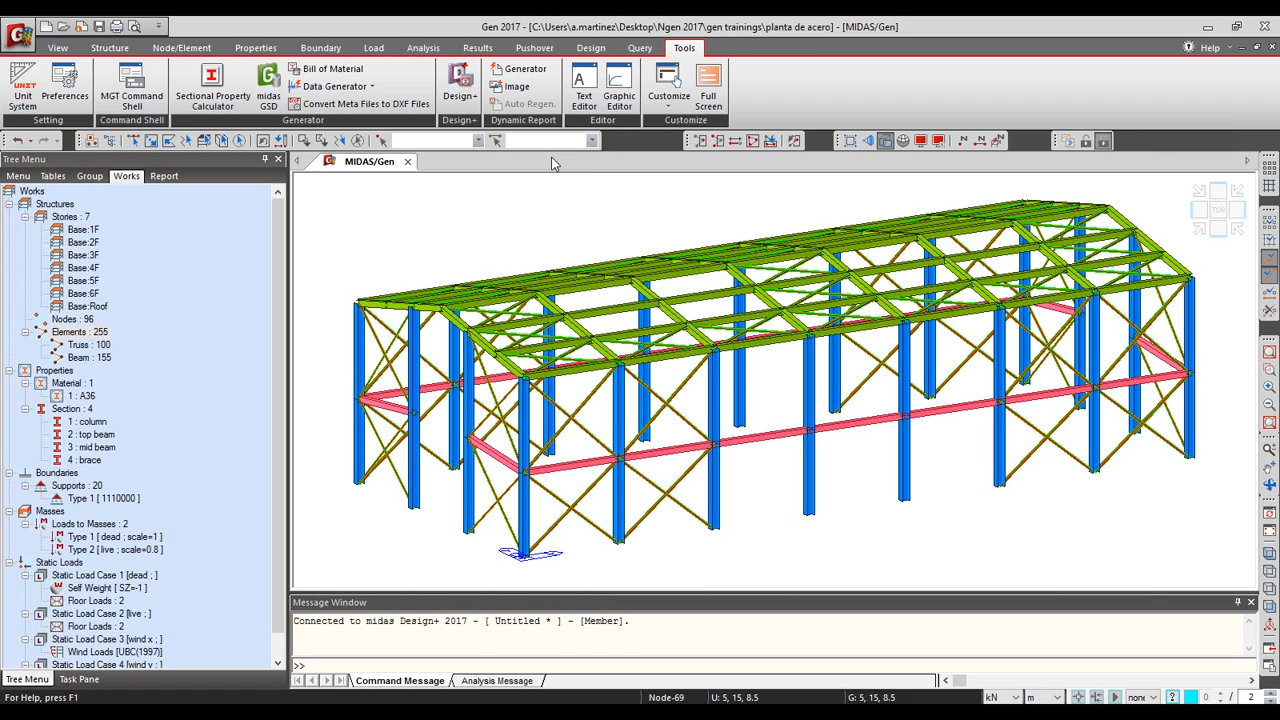 Gen 2017 - [C:\Users\a.martinez\Desktop\Ngen 2017\gen trainings\planta de acero] - [MIDAS/Gen]
View Structure Node/Element Properties Boundary Load Analysis Results Pushover Design Query Tools Help
Unit System
Preferences
Setting
MGT Command Shell
Command Shell
Sectional Property Calculator
midas GSD
Bill of Material
Data Generator
Convert Meta Files to DXF Files
Generator
Design+
Design+
Generator
Image
Auto Regen.
Dynamic Report
Text Editor
Graphic Editor
Editor
Customize
Full Screen
Customize
Tree Menu
Menu Tables Group Works Report
Works
Structures
Stories : 7
Base:1F
Base:2F
Base:3F
Base:4F
Base:5F
Base:6F
Base:Roof
Nodes : 96
Elements : 255
Truss : 100
Beam : 155
Properties
Material : 1
1 : A36
Section : 4
1 : column
2 : top beam
3 : mid beam
4 : brace
Boundaries
Supports : 20
Type 1 [ 1110000 ]
Masses
Loads to Masses : 2
Type 1 [ dead ; scale=1 ]
Type 2 [ live ; scale=0.8 ]
Static Loads
Static Load Case 1 [dead ; ]
Self Weight [ SZ=-1 ]
Floor Loads : 2
Static Load Case 2 [live ; ]
Floor Loads : 2
Static Load Case 3 [wind x ; ]
Wind Loads [UBC(1997)]
Static Load Case 4 [wind y ; ]
Tree Menu Task Pane
MIDAS/Gen
TOP
Message Window
Connected to midas Design+ 2017 - [ Untitled * ] - [Member].
>>
Command Message Analysis Message
For Help, press F1
Node-69
U: 5, 15, 8.5
G: 5, 15, 8.5
kN
m
none
0 / 2